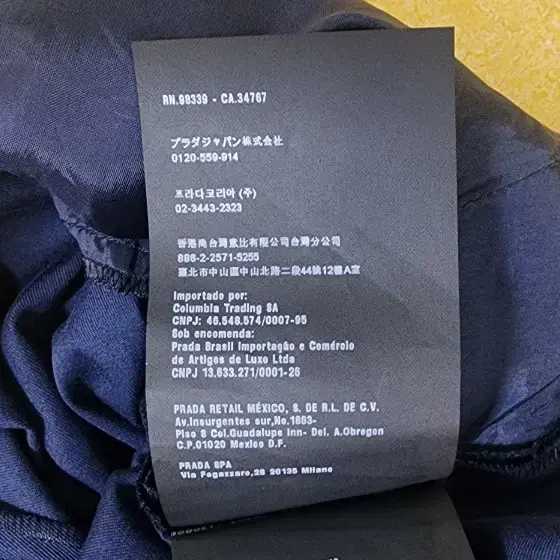 RN.98339 - CA.34767
プラダジャパン株式会社
0120-559-914
프라다코리아 (주)
02-3443-2323
香港商台灣意比有限公司台灣分公司
886-2-2571-5255
臺北市中山區中山北路二段44號12樓A室
Importado por:
Columbia Trading SA
CNPJ: 46.548.574/0007-95
Sob encomenda:
Prada Brasil Importação e Comércio
de Artigos de Luxo Ltda
CNPJ 13.633.271/0001-26
PRADA RETAIL MÉXICO, S. DE R.L. DE C.V.
Av.Insurgentes sur,No.1863-
Piso 8 Col.Guadalupe Inn- Del. A.Obregon
C.P.01020 Mexico D.F.
PRADA SPA
Via Fogazzaro,28 20135 Milano